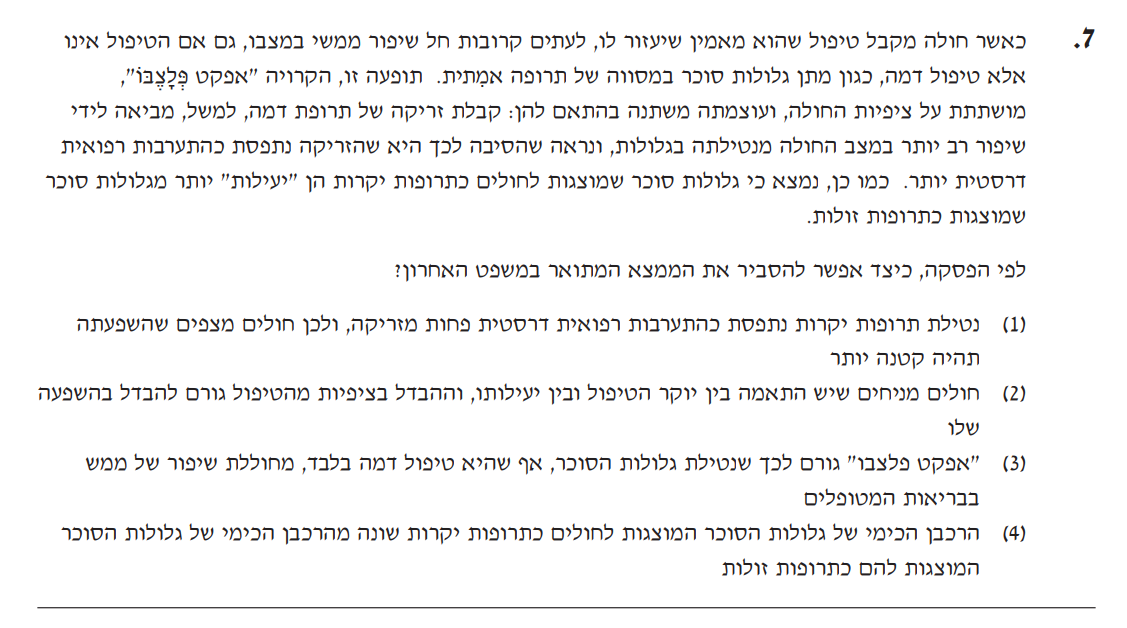 7. כאשר חולה מקבל טיפול שהוא מאמין שיעזור לו, לעתים קרובות חל שיפור ממשי במצבו, גם אם הטיפול אינו
אלא טיפול דמה, כגון מתן גלולות סוכר במסווה של תרופה אמִתית. תופעה זו, הקרויה "אפקט פְּלָצֶבּוֹ",
מושתתת על ציפיות החולה, ועוצמתה משתנה בהתאם להן: קבלת זריקה של תרופת דמה, למשל, מביאה לידי
שיפור רב יותר במצב החולה מנטילתה בגלולות, ונראה שהסיבה לכך היא שהזריקה נתפסת כהתערבות רפואית
דרסטית יותר. כמו כן, נמצא כי גלולות סוכר שמוצגות לחולים כתרופות יקרות הן "יעילות" יותר מגלולות סוכר
שמוצגות כתרופות זולות.
לפי הפסקה, כיצד אפשר להסביר את הממצא המתואר במשפט האחרון?
(1) נטילת תרופות יקרות נתפסת כהתערבות רפואית דרסטית פחות מזריקה, ולכן חולים מצפים שהשפעתה
תהיה קטנה יותר
(2) חולים מניחים שיש התאמה בין יוקר הטיפול ובין יעילותו, וההבדל בציפיות מהטיפול גורם להבדל בהשפעה
שלו
(3) "אפקט פלצבו" גורם לכך שנטילת גלולות הסוכר, אף שהיא טיפול דמה בלבד, מחוללת שיפור של ממש
בבריאות המטופלים
(4) הרכבן הכימי של גלולות הסוכר המוצגות לחולים כתרופות יקרות שונה מהרכבן הכימי של גלולות הסוכר
המוצגות להם כתרופות זולות